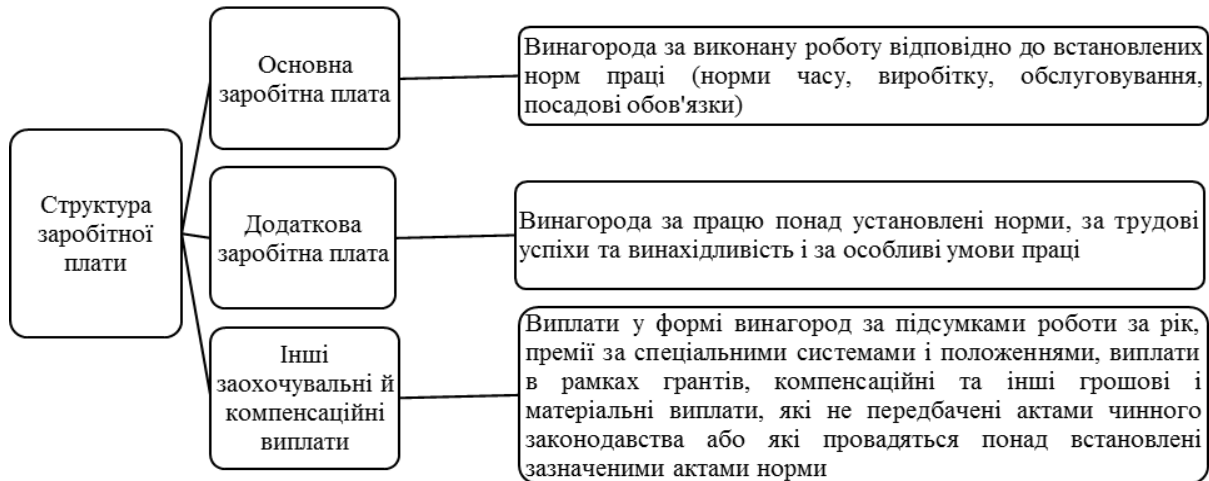 Структура
заробітної
плати
Основна
заробітна плата
Винагорода за виконану роботу відповідно до встановлених
норм праці (норми часу, виробітку, обслуговування,
посадові обов'язки)
Додаткова
заробітна плата
Винагорода за працю понад установлені норми, за трудові
успіхи та винахідливість і за особливі умови праці
Інші
заохочувальні й
компенсаційні
виплати
Виплати у формі винагород за підсумками роботи за рік,
премії за спеціальними системами і положеннями, виплати
в рамках грантів, компенсаційні та інші грошові і
матеріальні виплати, які не передбачені актами чинного
законодавства або які провадяться понад встановлені
зазначеними актами норми